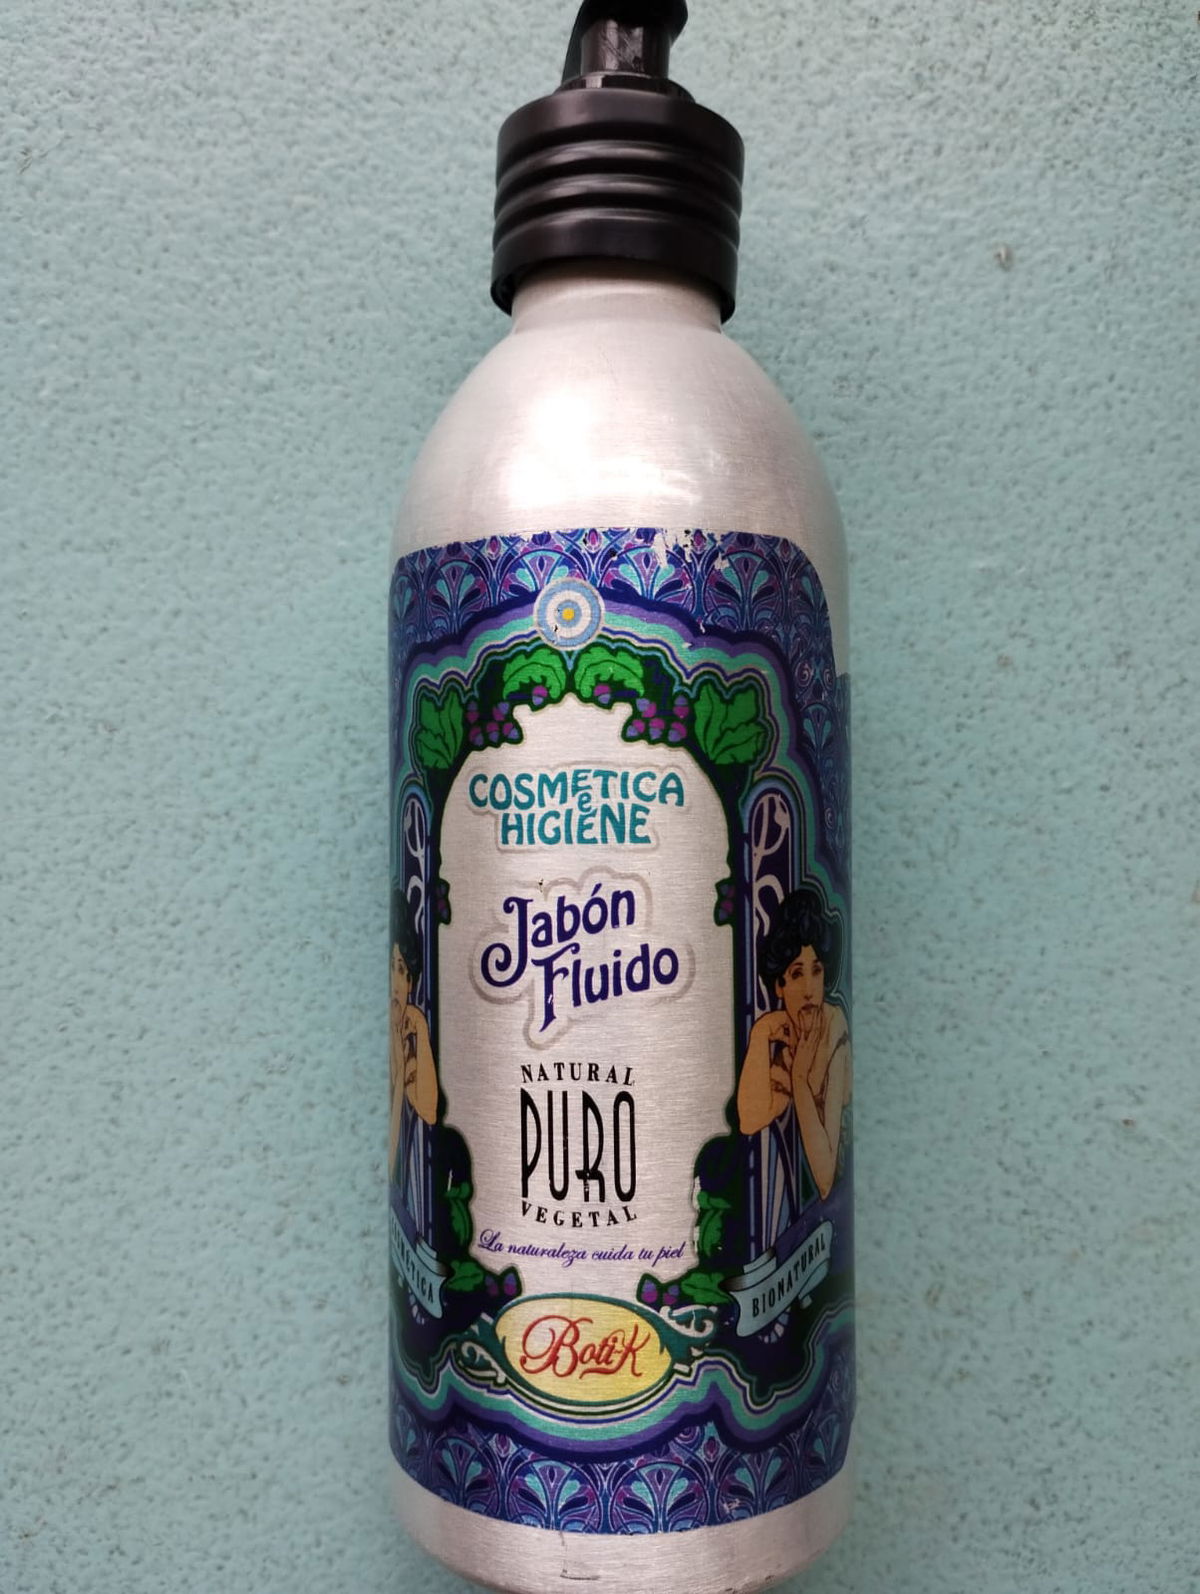 COSMETICA
e
HIGIENE
Jabón
Fluido
NATURAL
PURO
VEGETAL
La naturaleza cuida tu piel
BIONATURAL
Boti-K